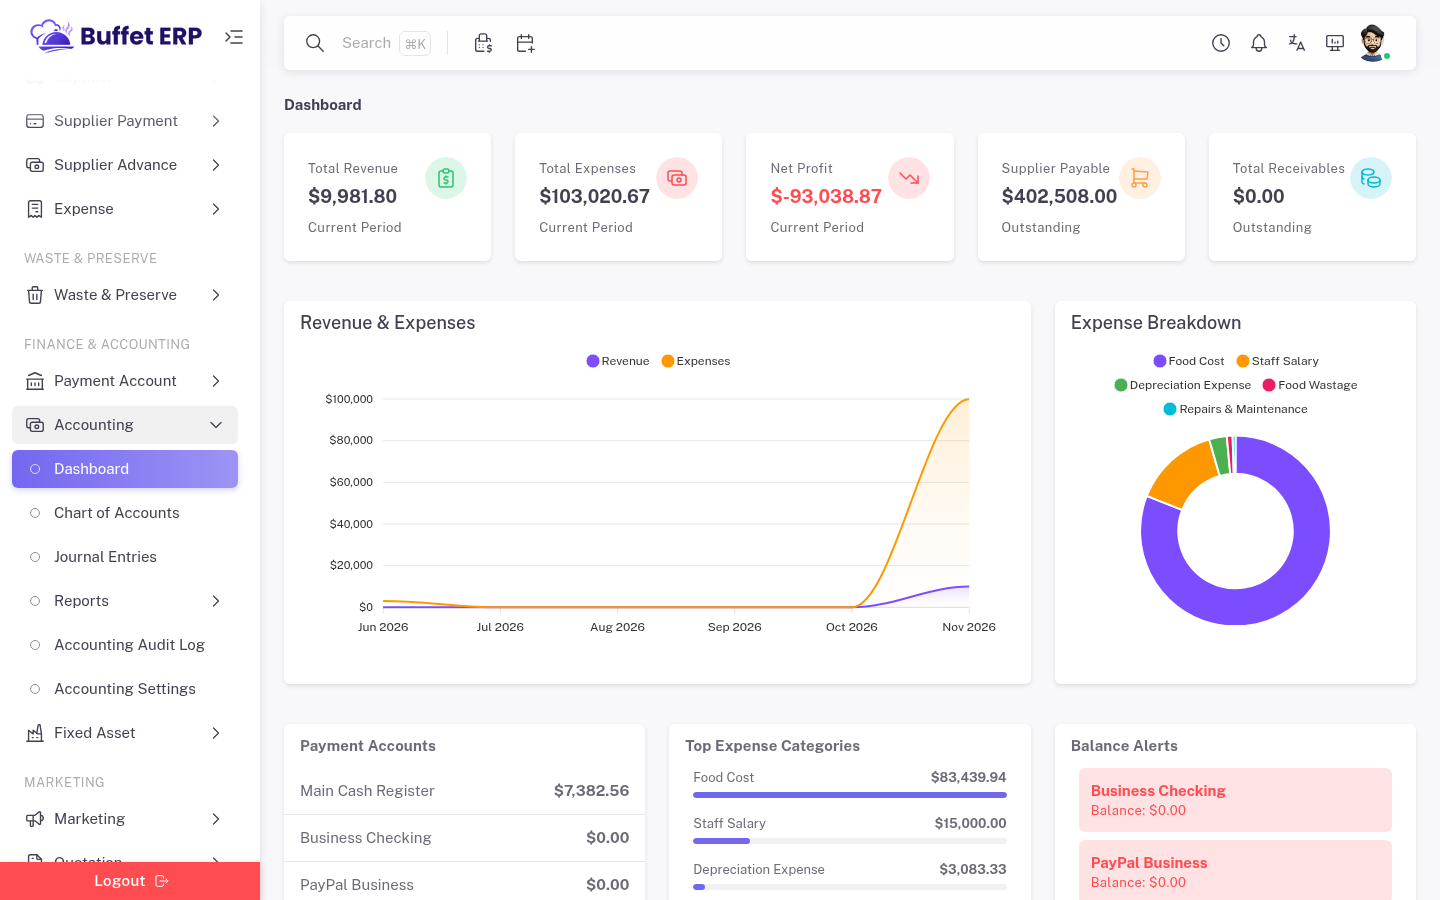 Buffet ERP
Supplier Payment
Supplier Advance
Expense
WASTE & PRESERVE
Waste & Preserve
FINANCE & ACCOUNTING
Payment Account
Accounting
Dashboard
Chart of Accounts
Journal Entries
Reports
Accounting Audit Log
Accounting Settings
Fixed Asset
MARKETING
Marketing
Quotation
Logout
Search ⌘K
Dashboard
Total Revenue
$9,981.80
Current Period
Total Expenses
$103,020.67
Current Period
Net Profit
$-93,038.87
Current Period
Supplier Payable
$402,508.00
Outstanding
Total Receivables
$0.00
Outstanding
Revenue & Expenses
Revenue Expenses
$100,000
$80,000
$60,000
$40,000
$20,000
$0
Jun 2026 Jul 2026 Aug 2026 Sep 2026 Oct 2026 Nov 2026
Expense Breakdown
Food Cost Staff Salary
Depreciation Expense Food Wastage
Repairs & Maintenance
Payment Accounts
Main Cash Register $7,382.56
Business Checking $0.00
PayPal Business $0.00
Top Expense Categories
Food Cost $83,439.94
Staff Salary $15,000.00
Depreciation Expense $3,083.33
Balance Alerts
Business Checking
Balance: $0.00
PayPal Business
Balance: $0.00